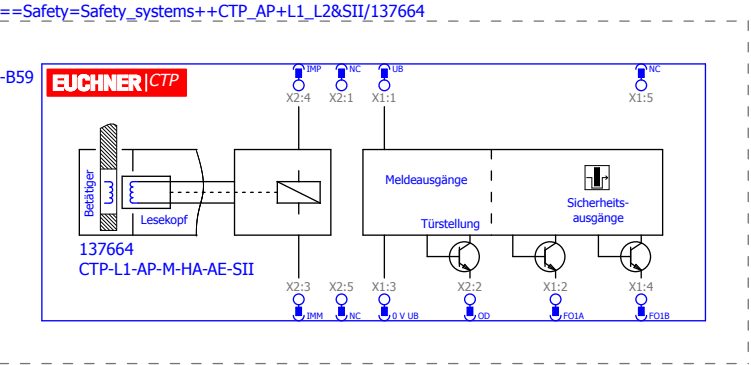 ==Safety=Safety_systems++CTP_AP+L1_L2&SII/137664
-B59
EUCHNER CTP
IMP NC UB NC
X2:4 X2:1 X1:1 X1:5
Betätiger
Lesekopf
Meldeausgänge
Türstellung
Sicherheits-
ausgänge
137664
CTP-L1-AP-M-HA-AE-SII
X2:3 X2:5 X1:3 X2:2 X1:2 X1:4
IMM NC 0 V UB OD FO1A FO1B